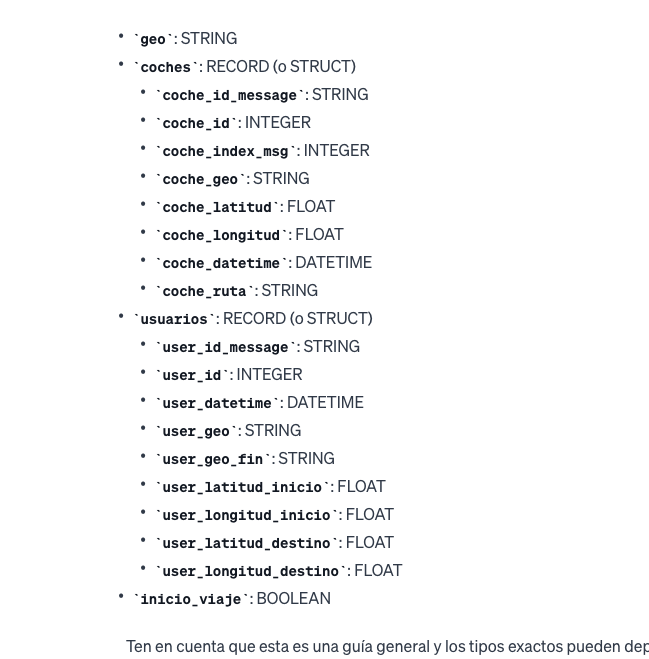 • `geo`: STRING
• `coches`: RECORD (o STRUCT)
• `coche_id_message`: STRING
• `coche_id`: INTEGER
• `coche_index_msg`: INTEGER
• `coche_geo`: STRING
• `coche_latitud`: FLOAT
• `coche_longitud`: FLOAT
• `coche_datetime`: DATETIME
• `coche_ruta`: STRING
• `usuarios`: RECORD (o STRUCT)
• `user_id_message`: STRING
• `user_id`: INTEGER
• `user_datetime`: DATETIME
• `user_geo`: STRING
• `user_geo_fin`: STRING
• `user_latitud_inicio`: FLOAT
• `user_longitud_inicio`: FLOAT
• `user_latitud_destino`: FLOAT
• `user_longitud_destino`: FLOAT
• `inicio_viaje`: BOOLEAN
Ten en cuenta que esta es una guía general y los tipos exactos pueden dep